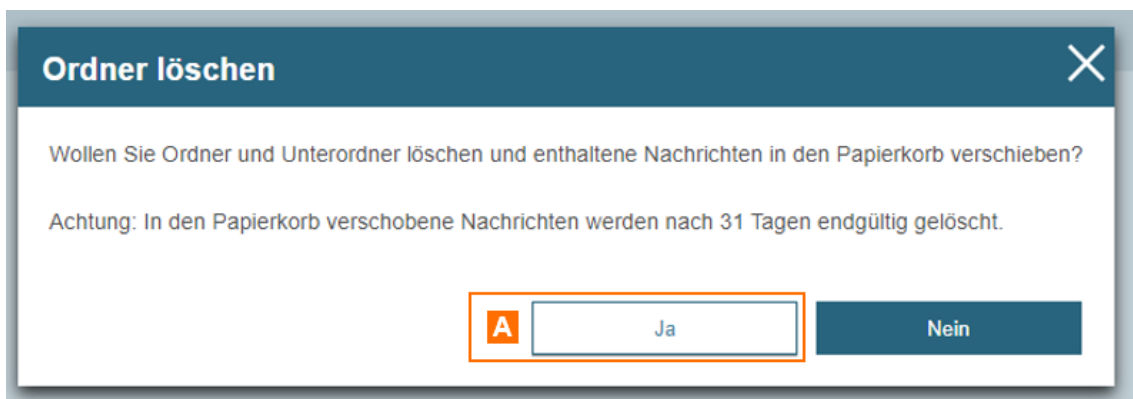 Ordner löschen
Wollen Sie Ordner und Unterordner löschen und enthaltene Nachrichten in den Papierkorb verschieben?
Achtung: In den Papierkorb verschobene Nachrichten werden nach 31 Tagen endgültig gelöscht.
A Ja Nein